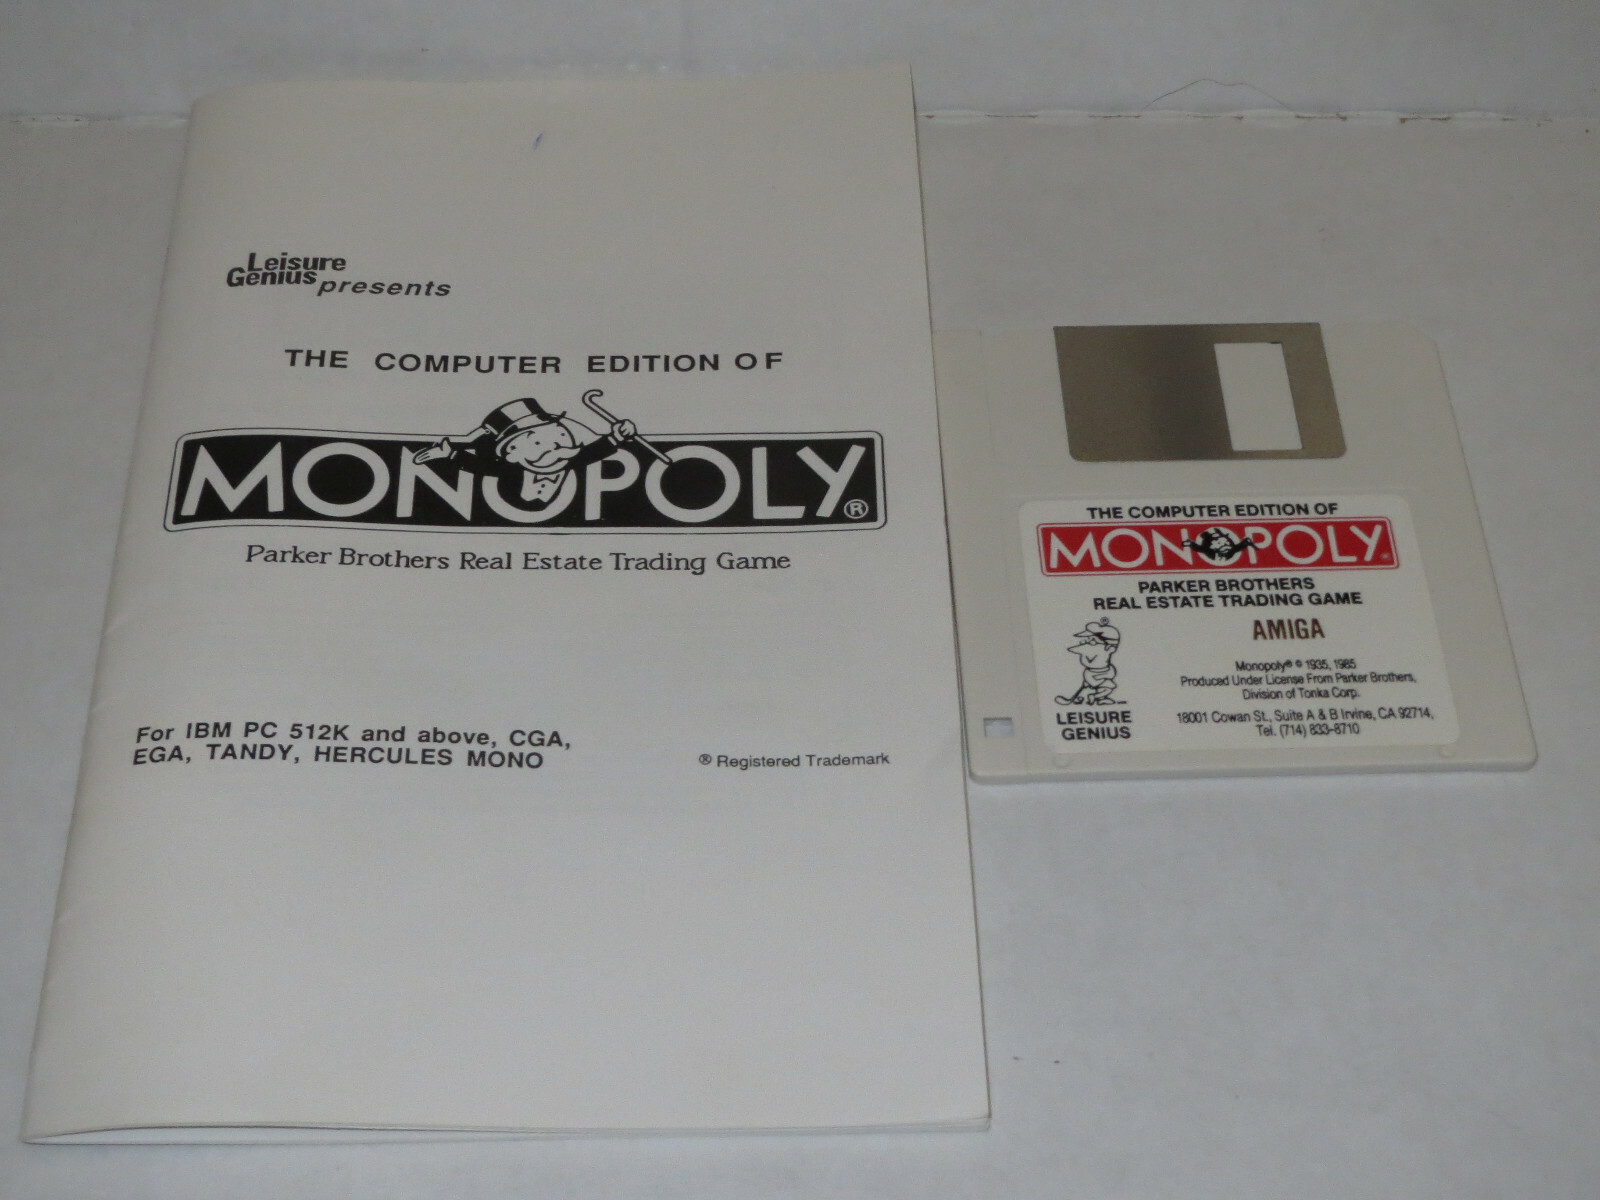 Leisure
Genius presents
THE COMPUTER EDITION OF
MONOPOLY®
Parker Brothers Real Estate Trading Game
For IBM PC 512K and above, CGA,
EGA, TANDY, HERCULES MONO
® Registered Trademark
THE COMPUTER EDITION OF
MONOPOLY®
PARKER BROTHERS
REAL ESTATE TRADING GAME
AMIGA
®
LEISURE
GENIUS
Monopoly® © 1935, 1985
Produced Under License From Parker Brothers,
Division of Tonka Corp.
18001 Cowan St., Suite A & B Irvine, CA 92714,
Tel. (714) 833-8710